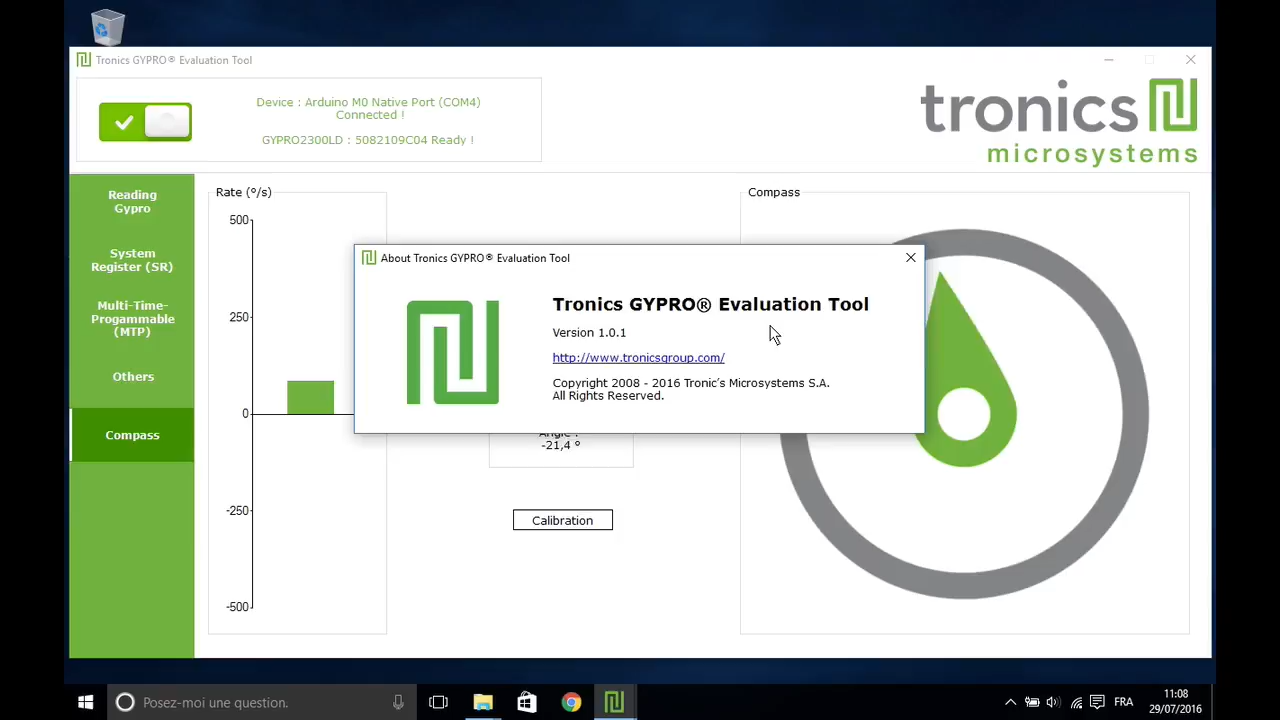 Tronics GYPRO® Evaluation Tool
Device : Arduino M0 Native Port (COM4)
Connected !
GYPRO2300LD : 5082109C04 Ready !
tronics
microsystems
Reading
Gypro
System
Register (SR)
Multi-Time-
Progammable
(MTP)
Others
Compass
Rate (°/s)
500
250
0
-250
-500
Compass
About Tronics GYPRO® Evaluation Tool
Tronics GYPRO® Evaluation Tool
Version 1.0.1
http://www.tronicsgroup.com/
Copyright 2008 - 2016 Tronic's Microsystems S.A.
All Rights Reserved.
Angle :
-21,4 °
Calibration
Posez-moi une question.
FRA
11:08
29/07/2016